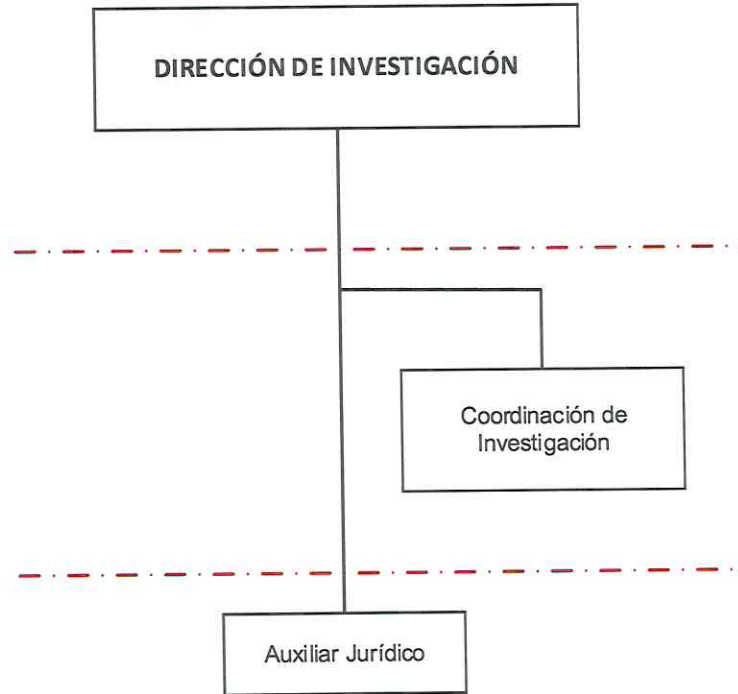 DIRECCIÓN DE INVESTIGACIÓN
Coordinación de
Investigación
Auxiliar Jurídico